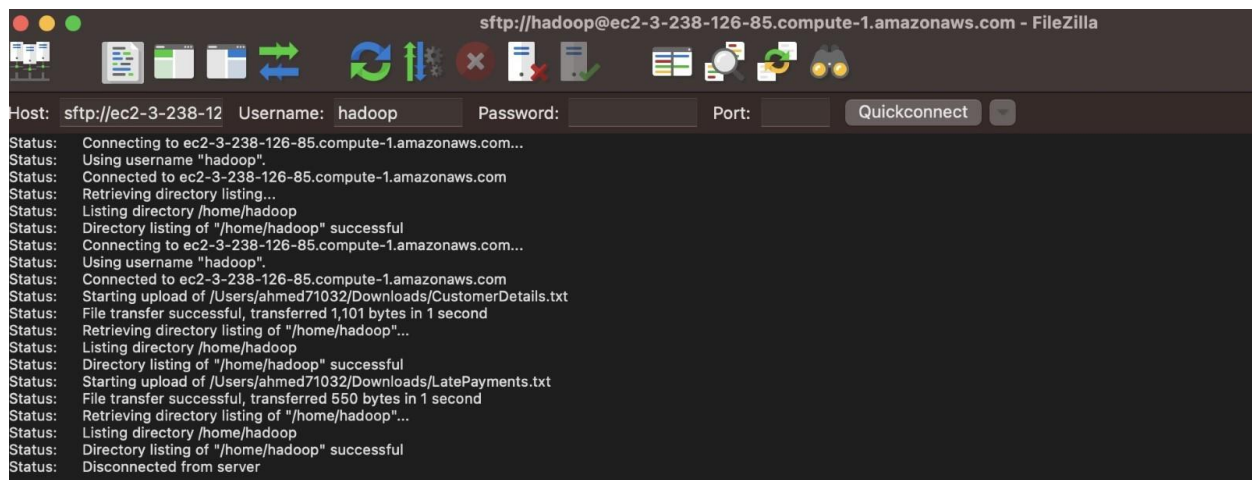 sftp://hadoop@ec2-3-238-126-85.compute-1.amazonaws.com - FileZilla
Host: sftp://ec2-3-238-12 Username: hadoop Password: Port: Quickconnect
Status: Connecting to ec2-3-238-126-85.compute-1.amazonaws.com...
Status: Using username "hadoop".
Status: Connected to ec2-3-238-126-85.compute-1.amazonaws.com
Status: Retrieving directory listing...
Status: Listing directory /home/hadoop
Status: Directory listing of "/home/hadoop" successful
Status: Connecting to ec2-3-238-126-85.compute-1.amazonaws.com...
Status: Using username "hadoop".
Status: Connected to ec2-3-238-126-85.compute-1.amazonaws.com
Status: Starting upload of /Users/ahmed71032/Downloads/CustomerDetails.txt
Status: File transfer successful, transferred 1,101 bytes in 1 second
Status: Retrieving directory listing of "/home/hadoop"...
Status: Listing directory /home/hadoop
Status: Directory listing of "/home/hadoop" successful
Status: Starting upload of /Users/ahmed71032/Downloads/LatePayments.txt
Status: File transfer successful, transferred 550 bytes in 1 second
Status: Retrieving directory listing of "/home/hadoop"...
Status: Listing directory /home/hadoop
Status: Directory listing of "/home/hadoop" successful
Status: Disconnected from server